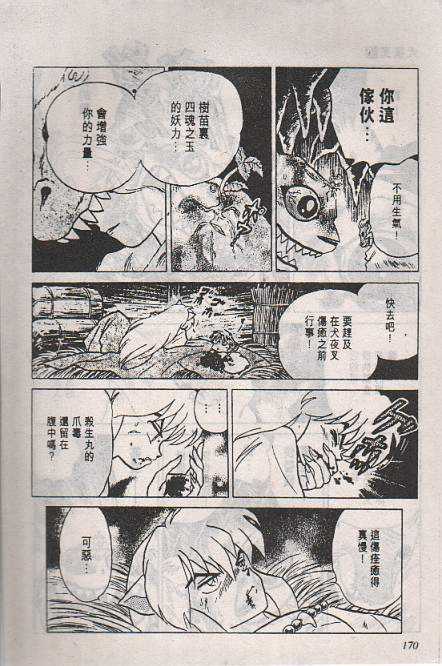 你這
傢伙…
不用生氣！
樹苗裏
四魂之玉
的妖力…
會增強
你的力量…
快去吧！
要趕及
在犬夜叉
傷癒之前
行事！
……
殺生丸的
爪毒
還留在
腹中嗎？
這傷痊癒得
真慢！
可惡…
170